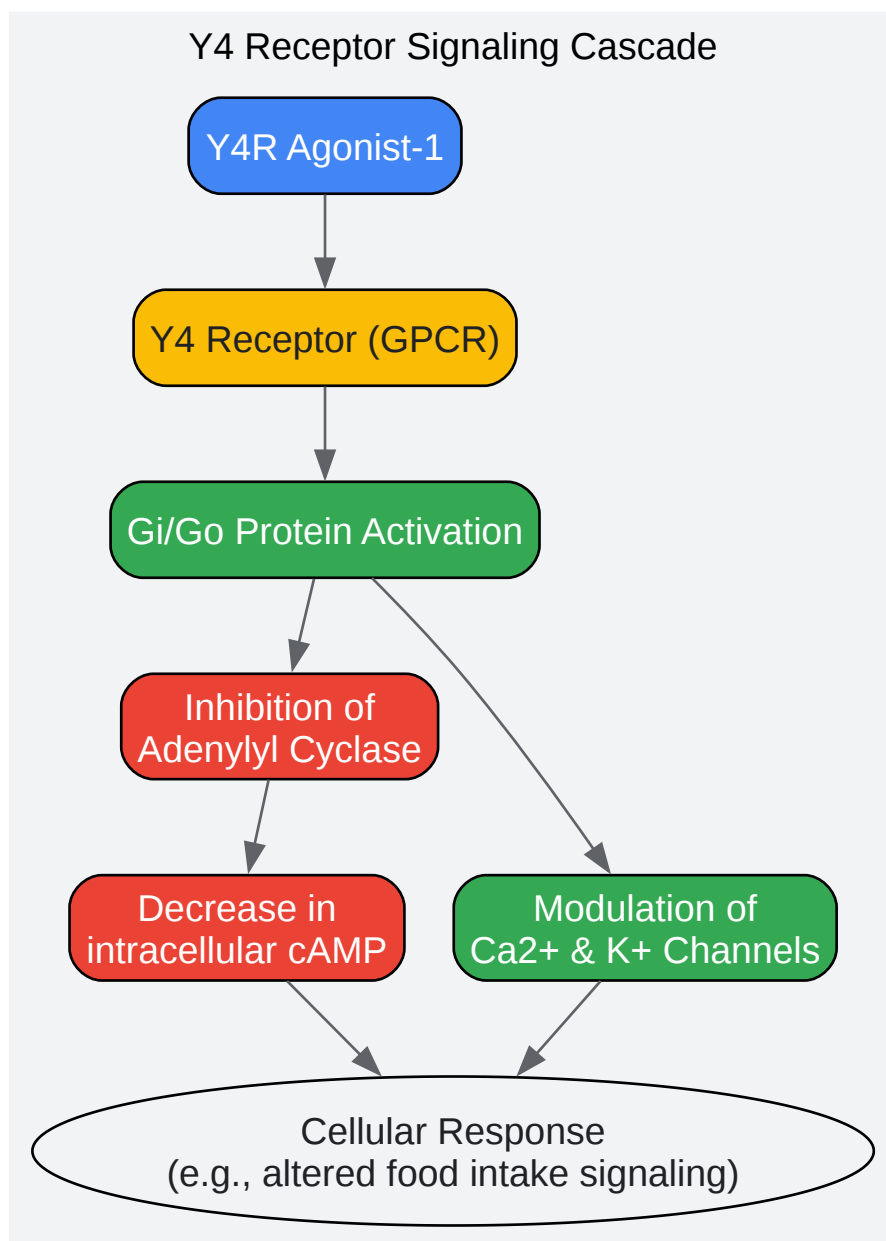 Y4 Receptor Signaling Cascade
Y4R Agonist-1
Y4 Receptor (GPCR)
Gi/Go Protein Activation
Inhibition of
Adenylyl Cyclase
Decrease in
intracellular cAMP
Modulation of
Ca2+ & K+ Channels
Cellular Response
(e.g., altered food intake signaling)